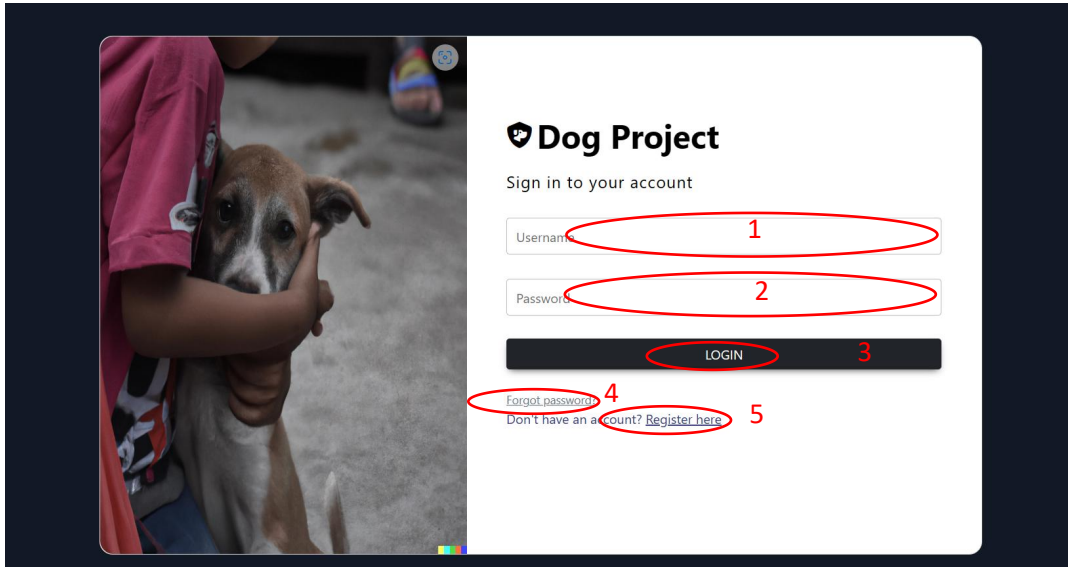 Dog Project
Sign in to your account
Username 1
Password 2
LOGIN 3
Forgot password? 4
Don't have an account? Register here 5